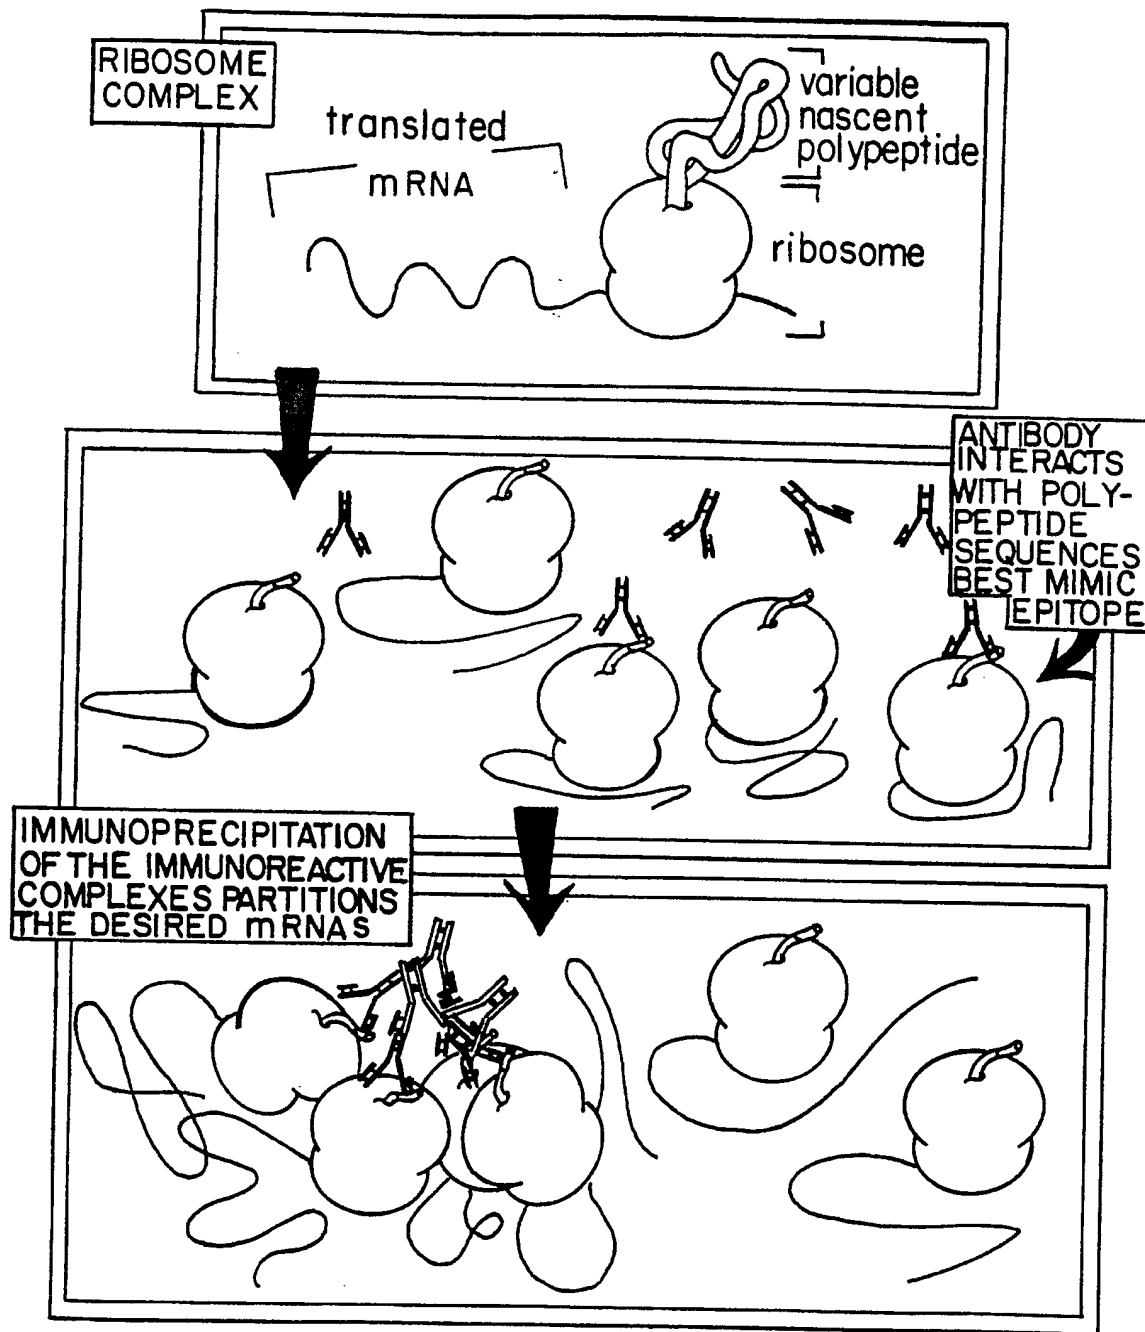 RIBOSOME
COMPLEX
translated
mRNA
variable
nascent
polypeptide
ribosome
ANTIBODY
INTERACTS
WITH POLY-
PEPTIDE
SEQUENCES
BEST MIMIC
EPITOPE
IMMUNOPRECIPITATION
OF THE IMMUNOREACTIVE
COMPLEXES PARTITIONS
THE DESIRED mRNAs